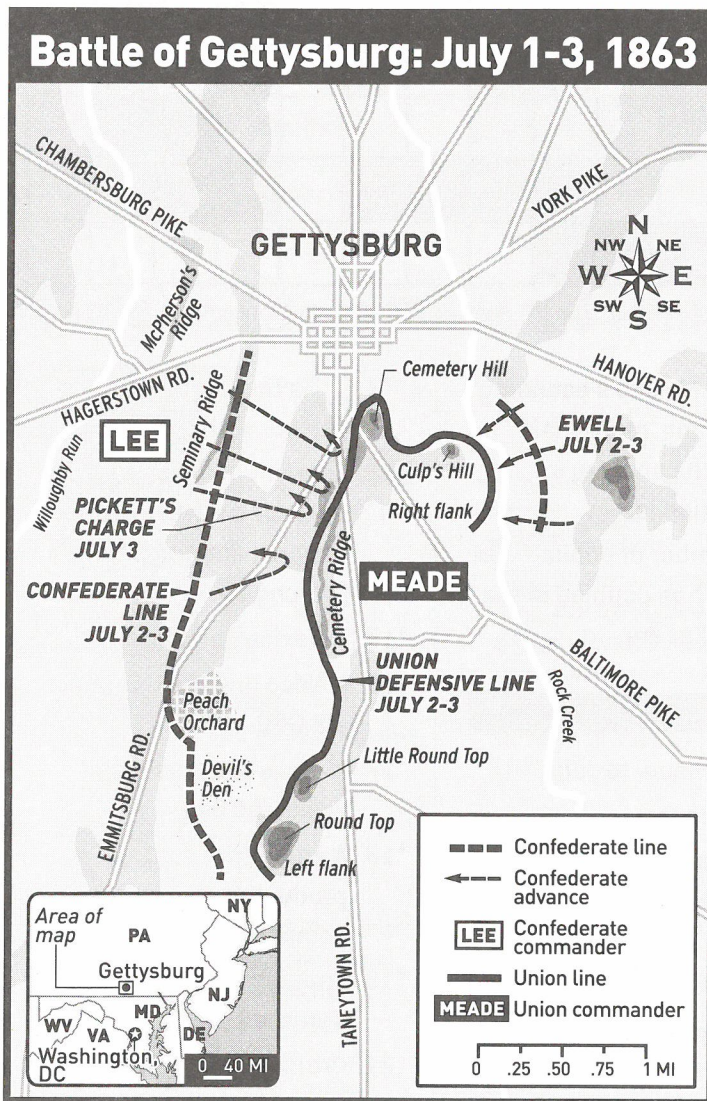 Battle of Gettysburg: July 1-3, 1863
CHAMBERSBURG PIKE
YORK PIKE
GETTYSBURG
N
NW
NE
W
E
SW
SE
S
McPherson's
Ridge
HAGERSTOWN RD.
HANOVER RD.
Cemetery Hill
Seminary Ridge
LEE
Willoughby Run
EWELL
JULY 2-3
Culp's Hill
Right flank
PICKETT'S
CHARGE
JULY 3
Cemetery Ridge
MEADE
CONFEDERATE
LINE
JULY 2-3
UNION
DEFENSIVE LINE
JULY 2-3
BALTIMORE PIKE
Rock Creek
Peach
Orchard
EMMITSBURG RD.
Devil's
Den
Little Round Top
Round Top
Left flank
TANEYTOWN RD.
Confederate line
Confederate
advance
LEE
Confederate
commander
Union line
MEADE
Union commander
0 .25 .50 .75 1 MI
Area of
map
NY
PA
Gettysburg
NJ
MD
WV
VA
DE
Washington,
DC
0 40 MI